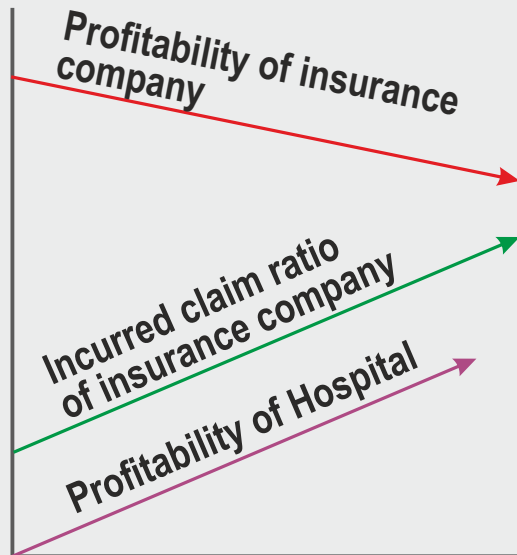 Profitability of insurance
company
Incurred claim ratio
of insurance company
Profitability of Hospital